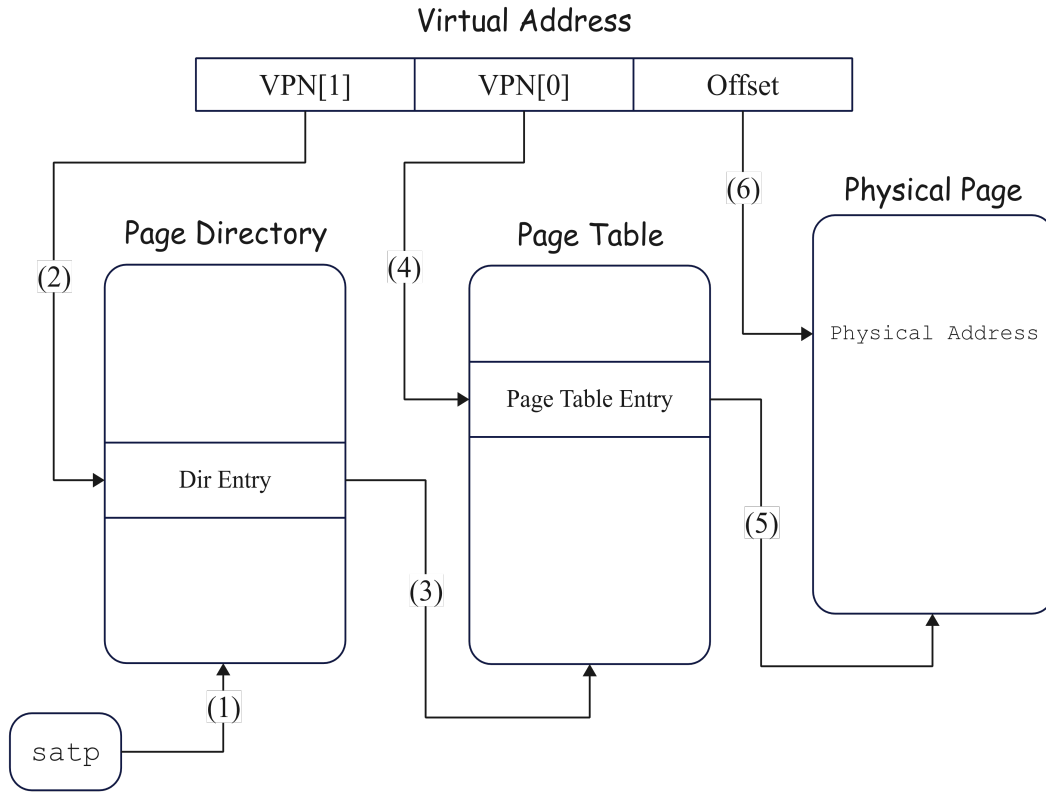 Virtual Address
VPN[1] VPN[0] Offset
(6)
Physical Page
Page Directory
Page Table
(2)
(4)
Physical Address
Page Table Entry
Dir Entry
(5)
(3)
(1)
satp